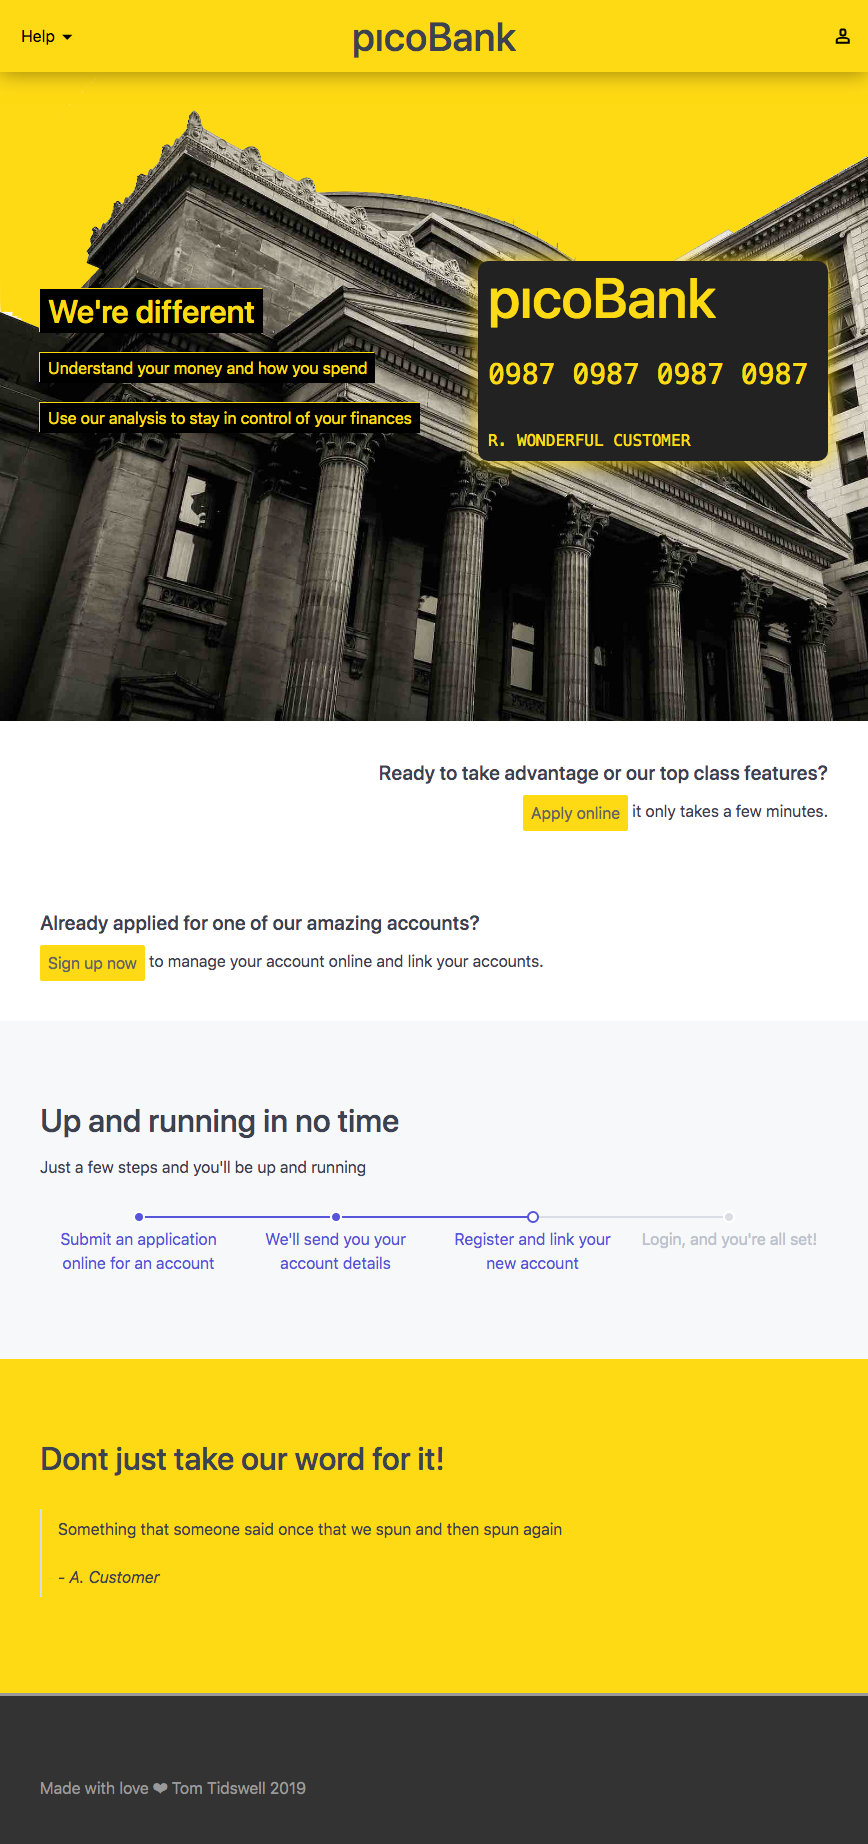 Help
pıcoBank
We're different
Understand your money and how you spend
Use our analysis to stay in control of your finances
pıcoBank
0987 0987 0987 0987
R. WONDERFUL CUSTOMER
Ready to take advantage or our top class features?
Apply online it only takes a few minutes.
Already applied for one of our amazing accounts?
Sign up now to manage your account online and link your accounts.
Up and running in no time
Just a few steps and you'll be up and running
Submit an application
online for an account
We'll send you your
account details
Register and link your
new account
Login, and you're all set!
Dont just take our word for it!
Something that someone said once that we spun and then spun again
- A. Customer
Made with love ❤ Tom Tidswell 2019